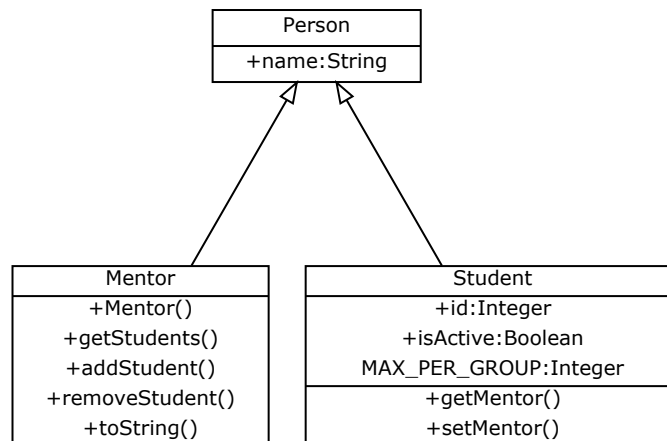 Person
+name:String
Mentor
+Mentor()
+getStudents()
+addStudent()
+removeStudent()
+toString()
Student
+id:Integer
+isActive:Boolean
MAX_PER_GROUP:Integer
+getMentor()
+setMentor()